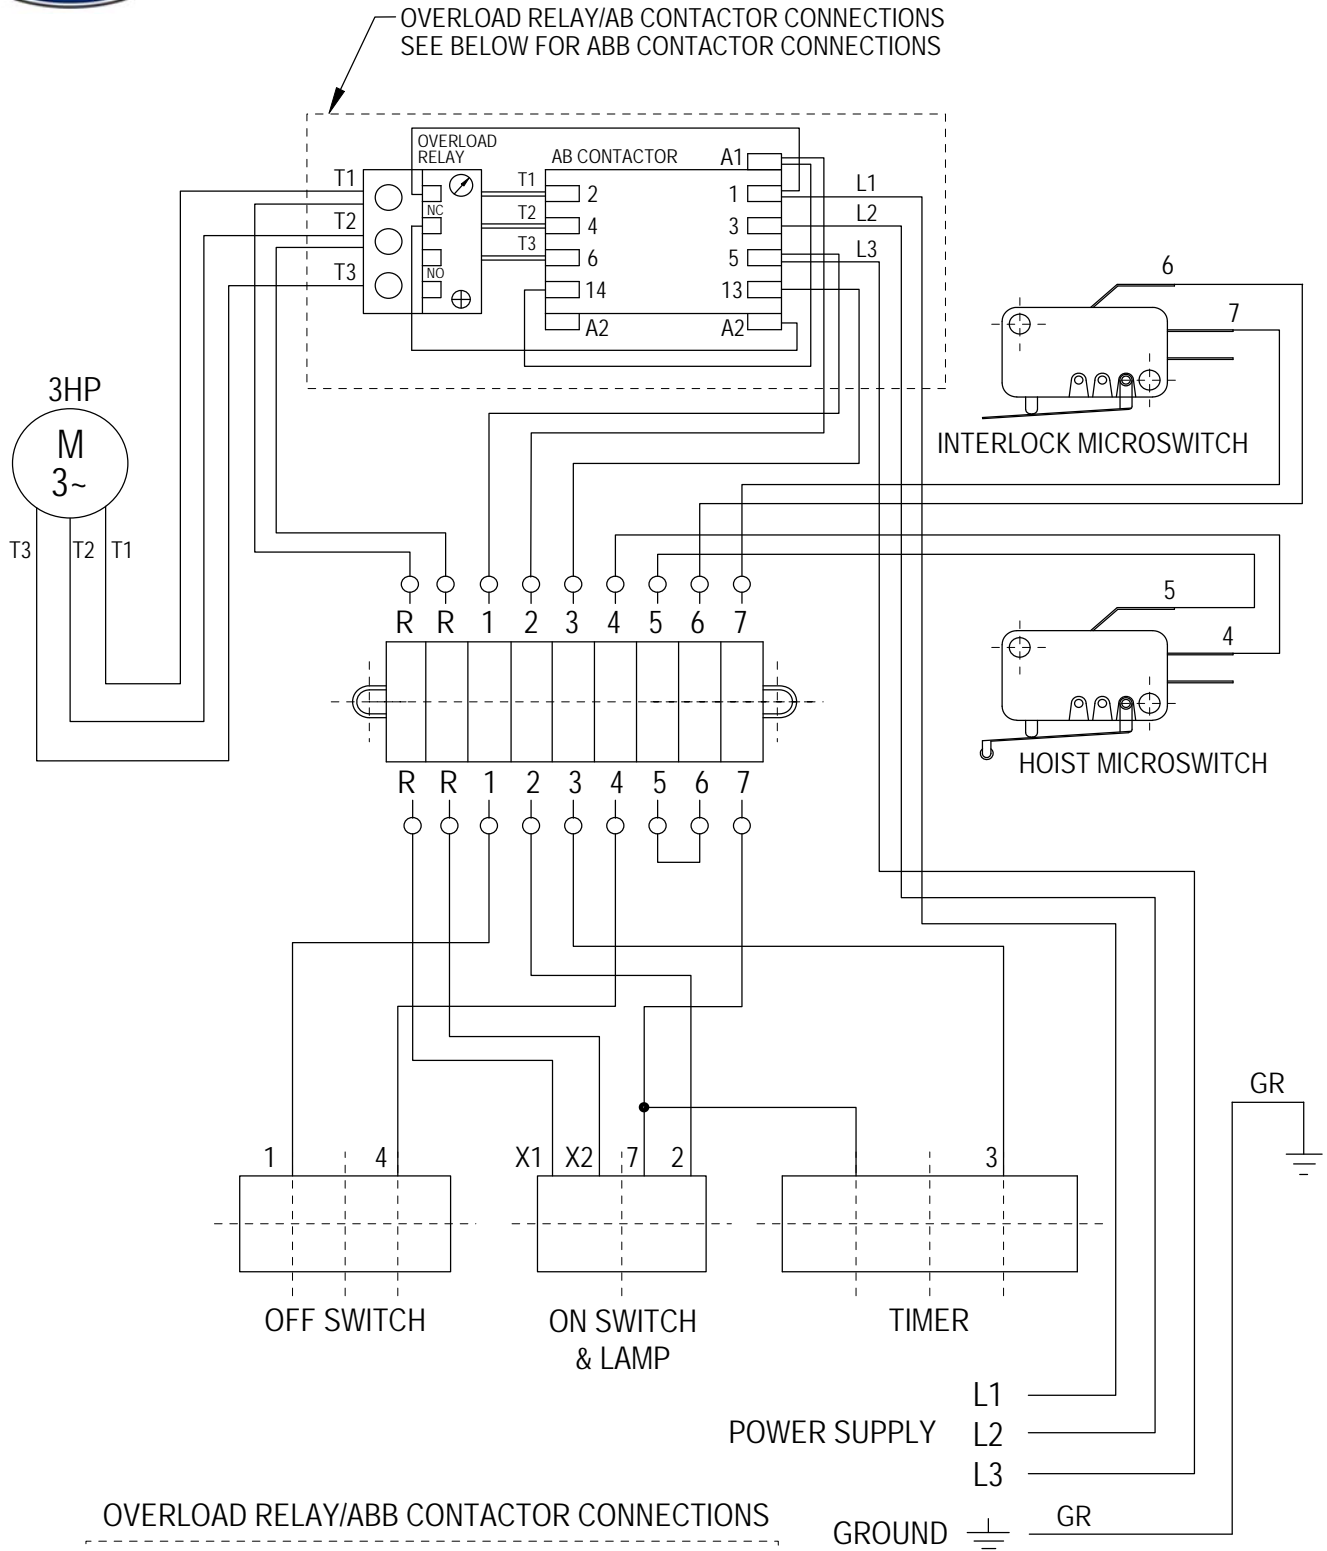 OVERLOAD RELAY/AB CONTACTOR CONNECTIONS
SEE BELOW FOR ABB CONTACTOR CONNECTIONS
OVERLOAD
RELAY
AB CONTACTOR
A1
T1
T1
2
1
L1
NC
T2
T2
4
3
L2
T3
T3
6
5
L3
NO
14
13
A2
A2
6
7
INTERLOCK MICROSWITCH
3HP
M
3~
T3
T2
T1
R R 1 2 3 4 5 6 7
5
4
HOIST MICROSWITCH
R R 1 2 3 4 5 6 7
GR
1
4
X1
X2
7
2
3
OFF SWITCH
ON SWITCH
& LAMP
TIMER
POWER SUPPLY
L1
L2
L3
OVERLOAD RELAY/ABB CONTACTOR CONNECTIONS
GROUND
GR